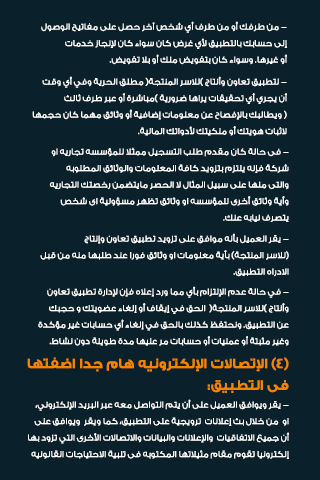 – من طرفك أو من طرف أي شخص آخر حصل على مفاتيح الوصول
إلى حسابك بالتطبيق لأي غرض كان سواء كان لإنجاز خدمات
أو غيرها. وسواء كان بتفويض منك أو بلا تفويض.
– لتطبيق تعاون وأنتاج )للاسر المنتجة( مطلق الحرية وفي أي وقت
أن يجري أي تحقيقات يراها ضرورية )مباشرة أو عبر طرف ثالث
( ويطالبك بالإفصاح عن معلومات إضافية أو وثائق مهما كان حجمها
لاثبات هويتك أو ملكيتك لأدواتك المالية.
– فى حالة كان مقدم طلب التسجيل ممثلا للمؤسسه تجاريه او
شركة فإنه يلتزم بتزويد كافة المعلومات والوثائق المطلوبه
والتى منها على سبيل المثال لا الحصر مايتضمن رخصتك التجاريه
وأية وثائق أخرى للمؤسسه او وثائق تظهر مسؤولية اى شخص
يتصرف نيابه عنك.
– يقر العميل بأنه موافق على تزويد تطبيق تعاون وإنتاج
(للاسر المنتجة) بأية معلومات او وثائق فورا عند طلبها منه من قبل
الادراه التطبيق.
– في حالة عدم الإلتزام بأي مما ورد إعلاه فإن لإدارة تطبيق تعاون
وأنتاج )للاسر المنتجة( الحق في إيقاف أو إلغاء عضويتك و حجبك
عن التطبيق. ونحتفظ كذلك بالحق في إلغاء أي حسابات غير مؤكدة
وغير مثبتة أو عمليات أو حسابات مر عليها مدة طويلة دون نشاط.
(٤) الإتصالات الإلكترونيه هام جدا اضفتها
فى التطبيق:
– يقر ويوافق العميل على أن يتم التواصل معه عبر البريد الإلكتروني،
او من خلال بث إعلانات ترويجية على التطبيق، كما ويقر ويوافق على
أن جميع الاتفاقيات والإعلانات والبيانات والاتصالات الأخرى التي تزود بها
إلكترونيا تقوم مقام مثيلاتها المكتوبه فى تلبية الاحتياجات القانونيه